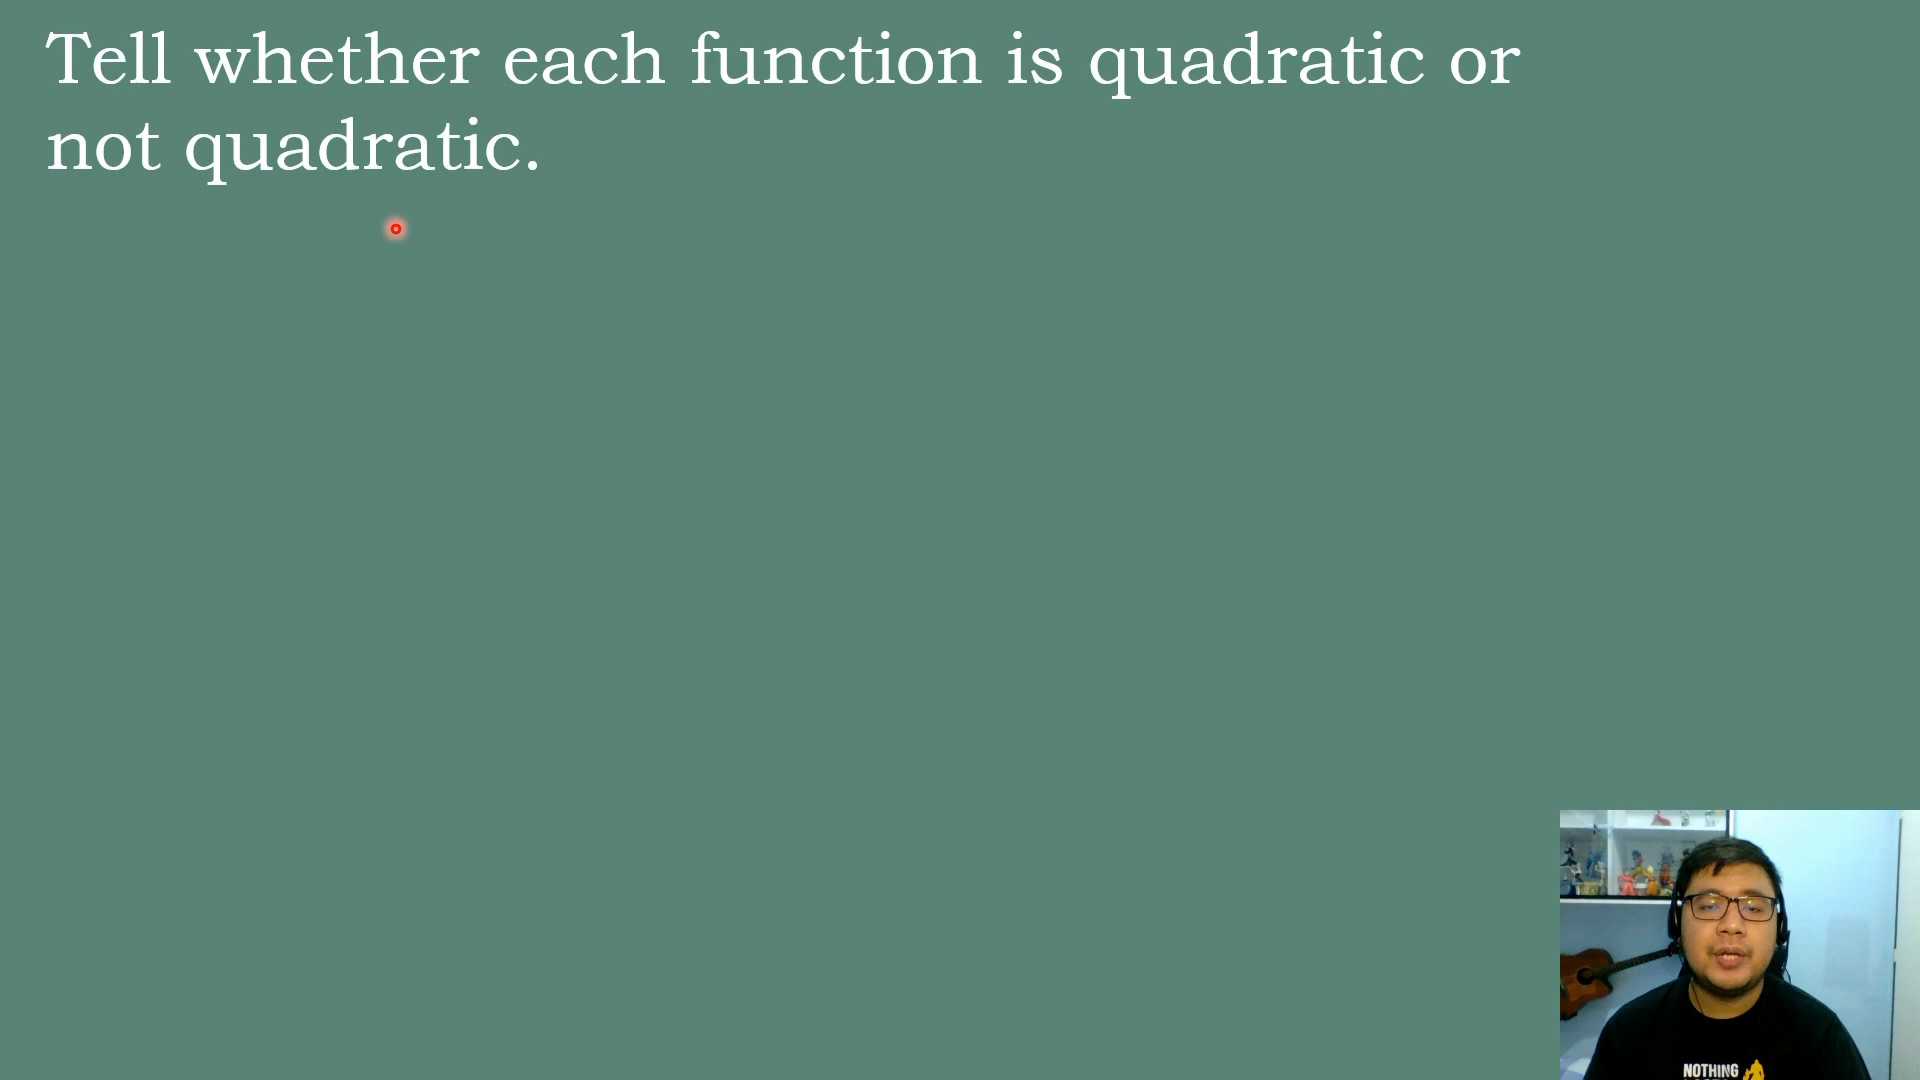 Tell whether each function is quadratic or
not quadratic.
NOTHING